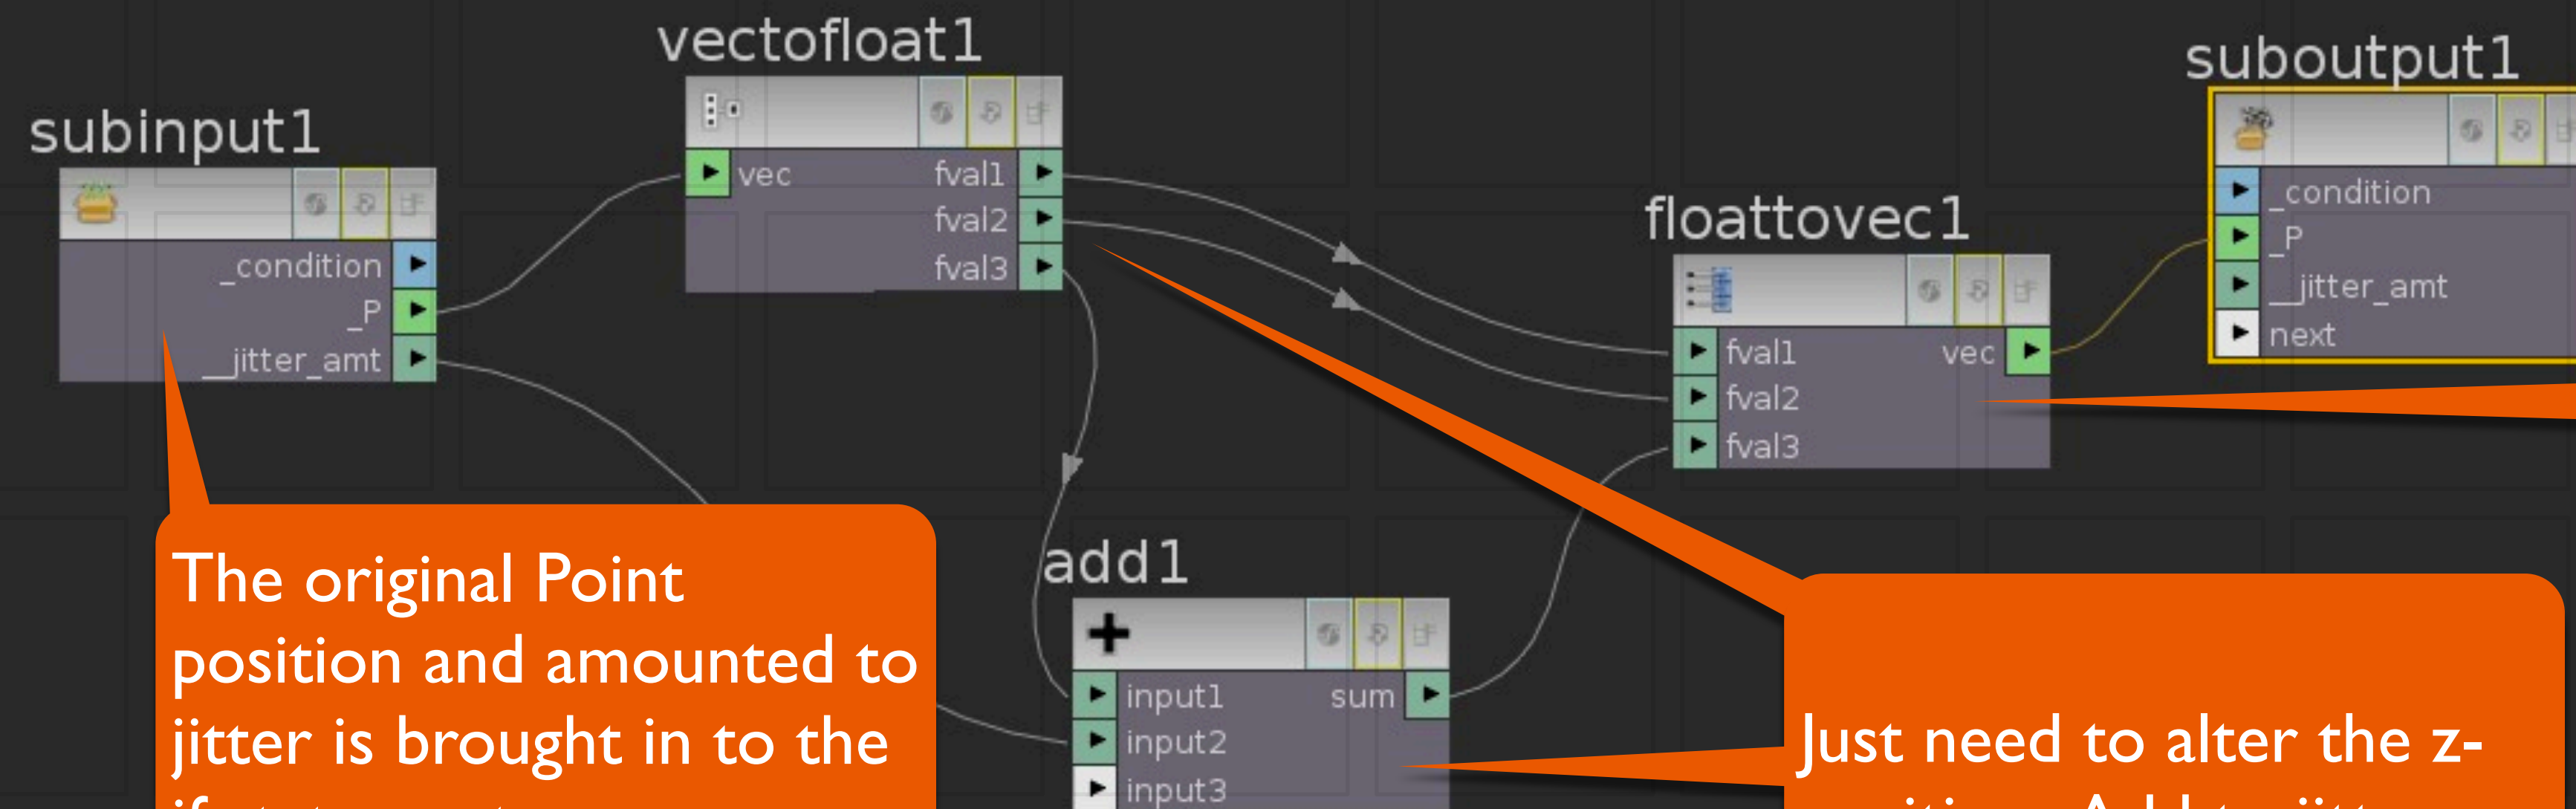 vectofloat1
vec fval1
fval2
fval3
subinput1
_condition
_P
__jitter_amt
suboutput1
_condition
_P
__jitter_amt
next
floattovec1
fval1 vec
fval2
fval3
add1
input1 sum
input2
input3
The original Point
position and amounted to
jitter is brought in to the
Just need to alter the z-